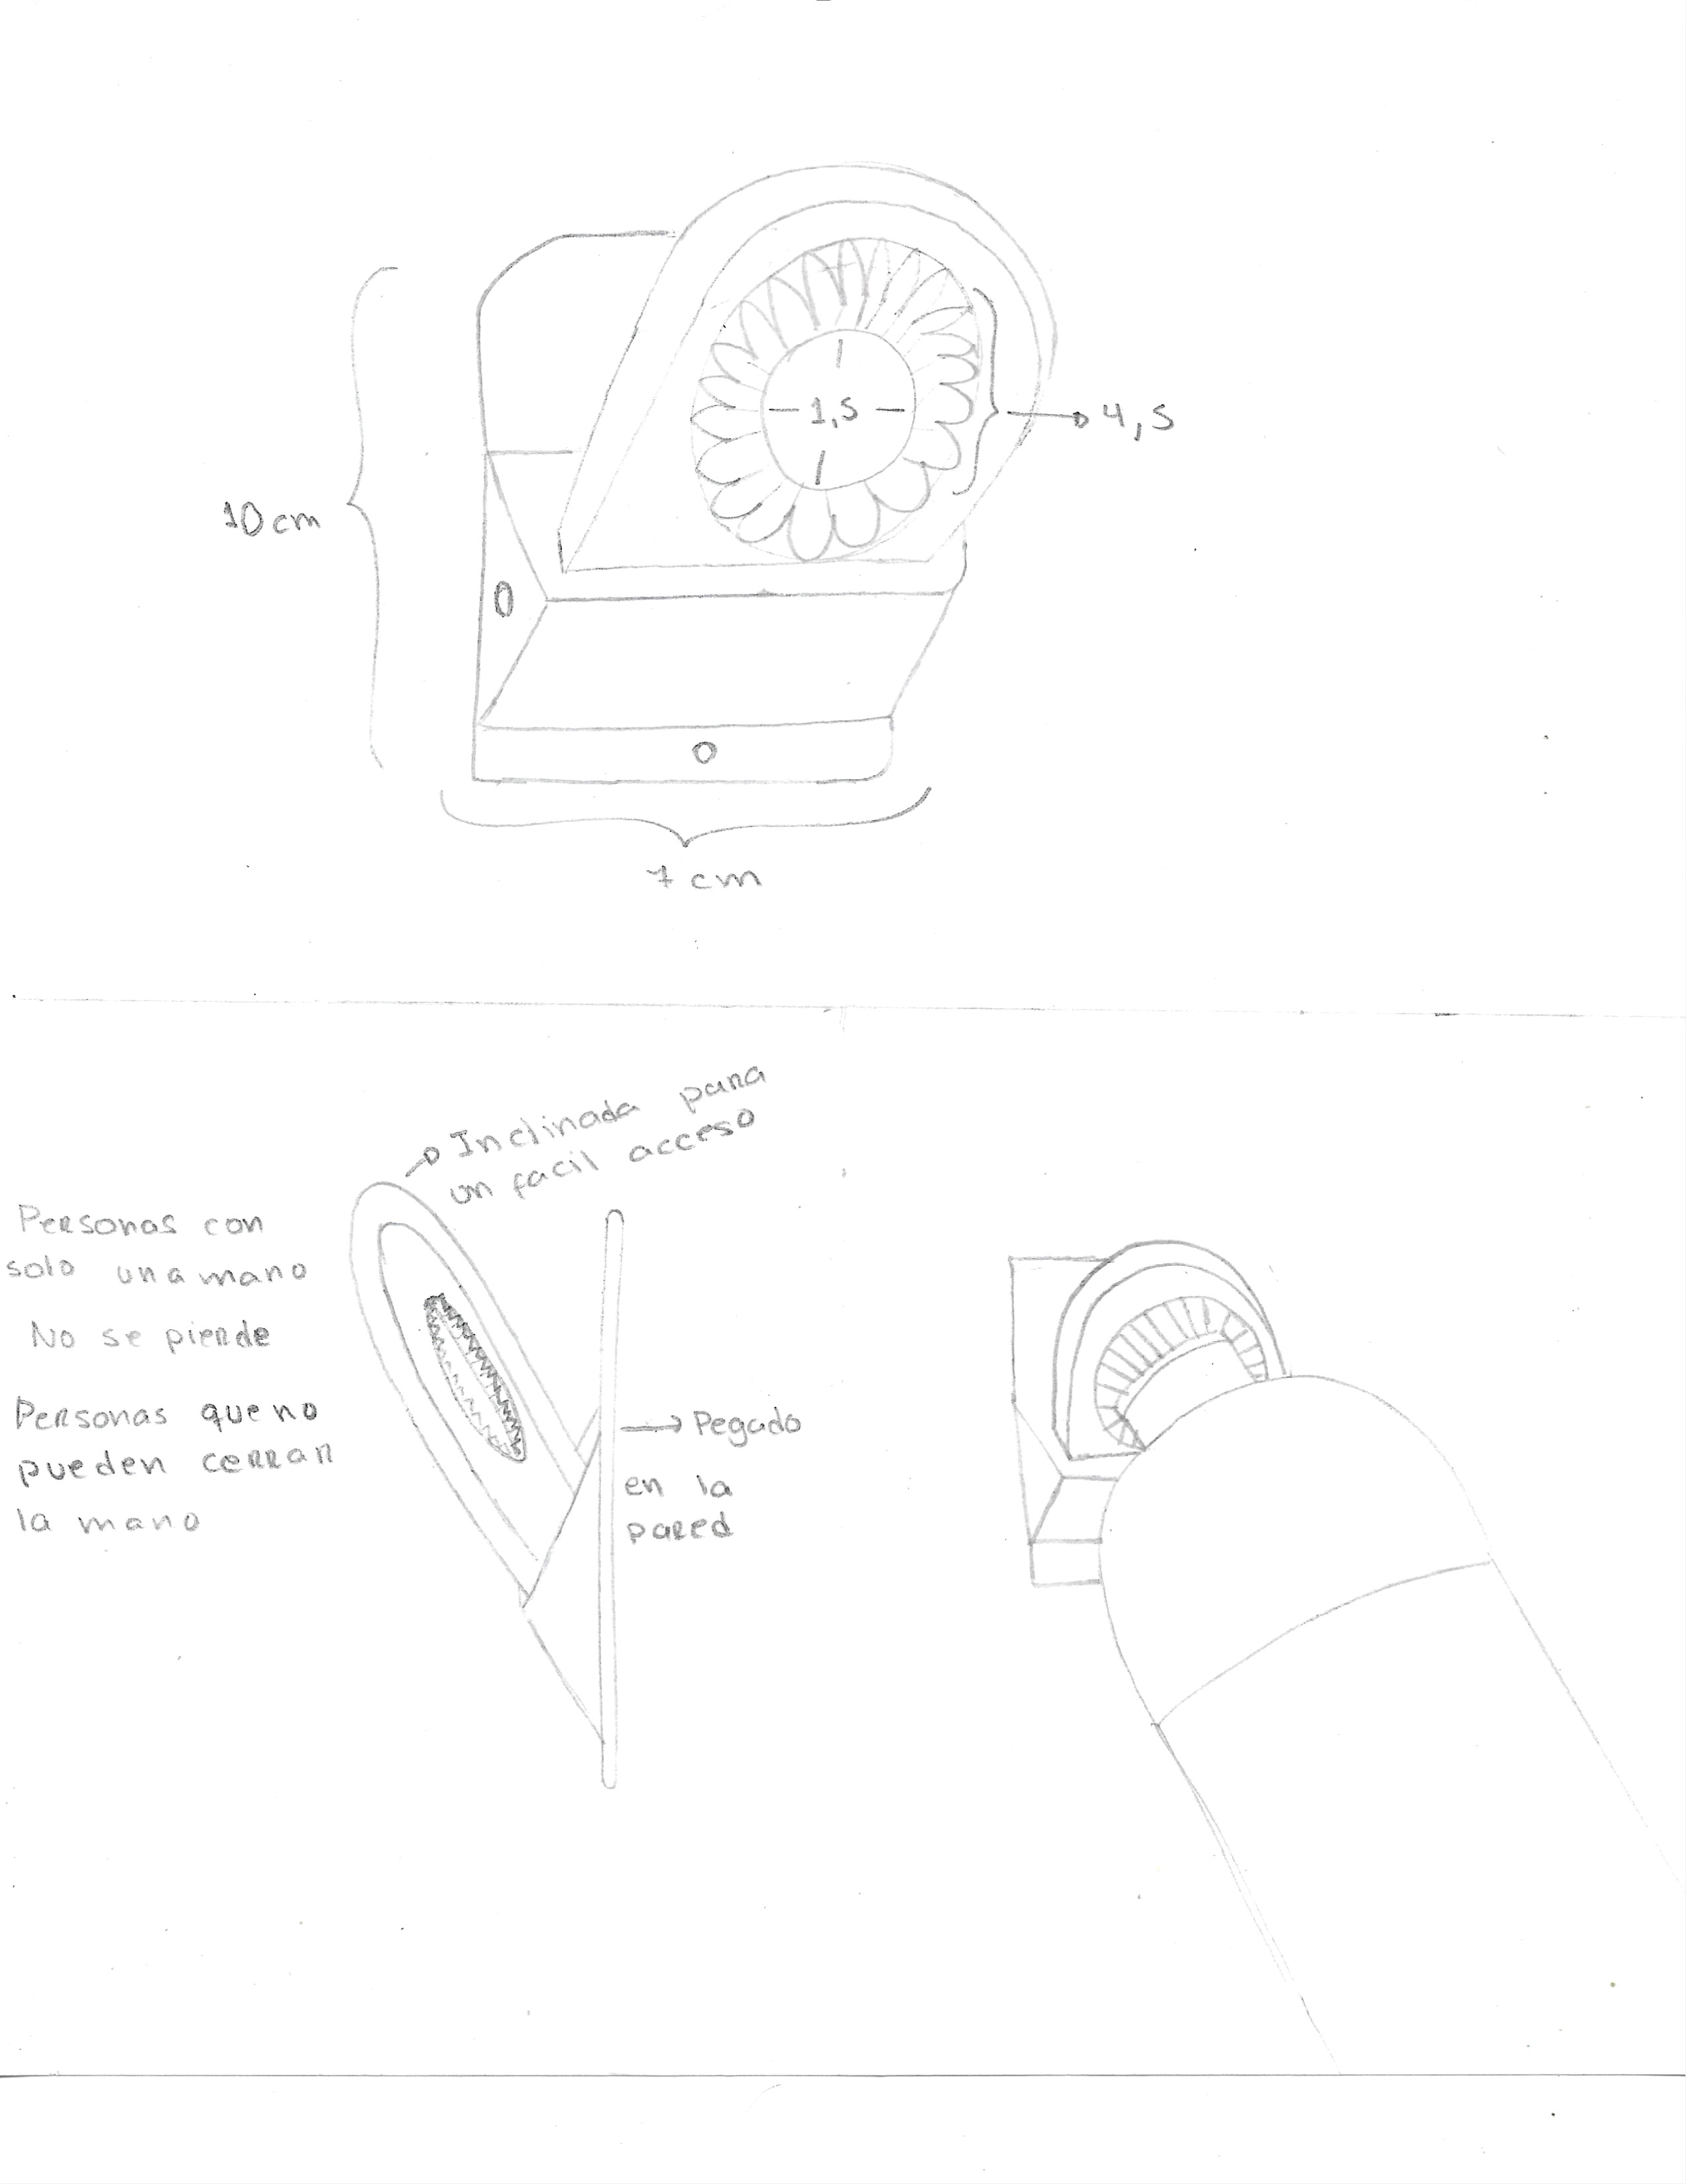 10 cm
1,5
4,5
7 cm
Inclinada para
un facil acceso
Personas con
solo una mano
No se pierde
Personas que no
pueden cerrar
la mano
Pegado
en la
pared